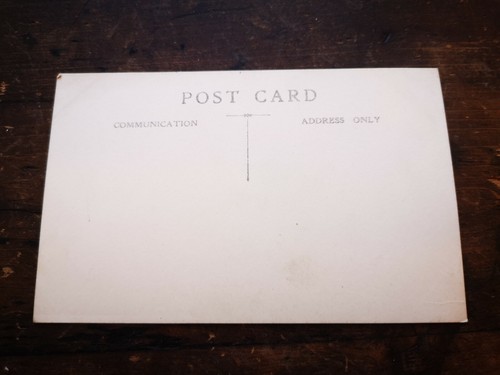 POST CARD
COMMUNICATION
ADDRESS ONLY